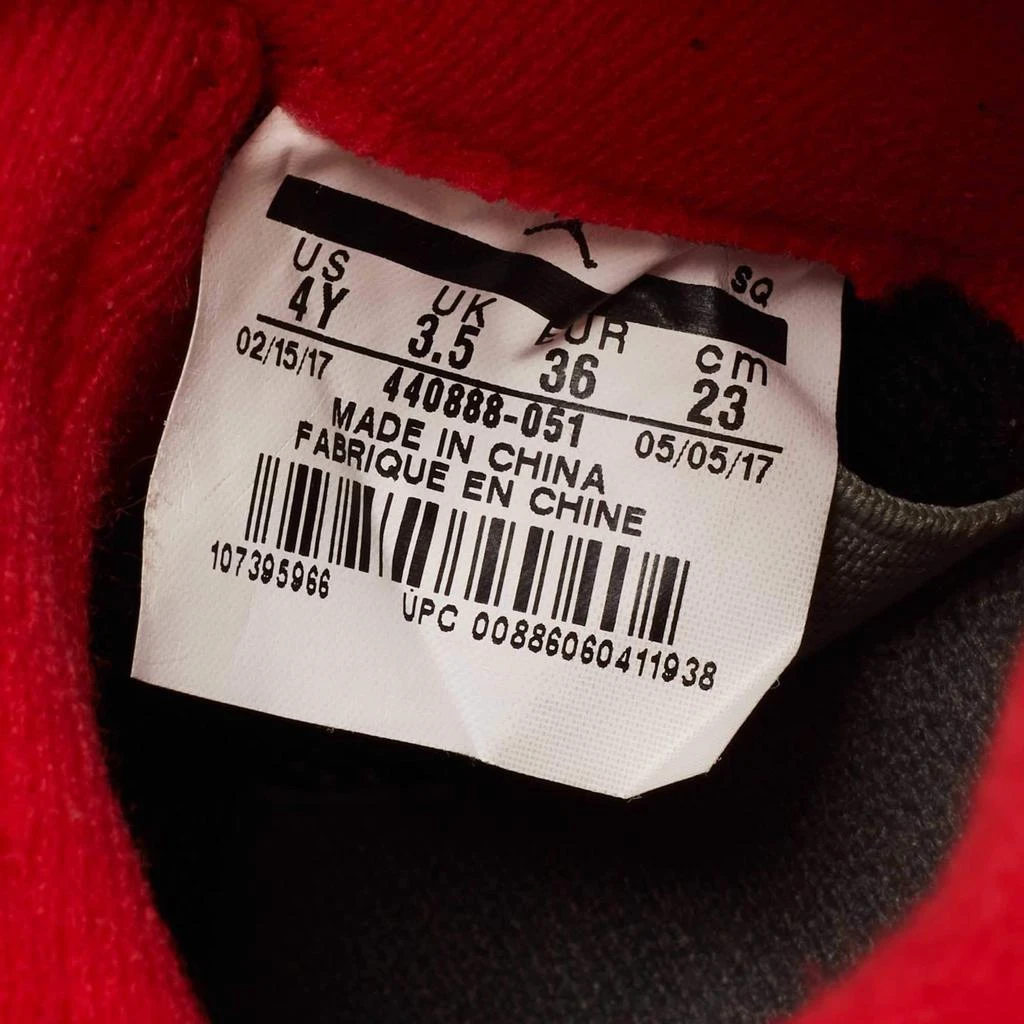 SQ
US UK EUR cm
4Y 3.5 36 23
02/15/17 440888-051 05/05/17
MADE IN CHINA
FABRIQUE EN CHINE
107395966 UPC 00886060411938